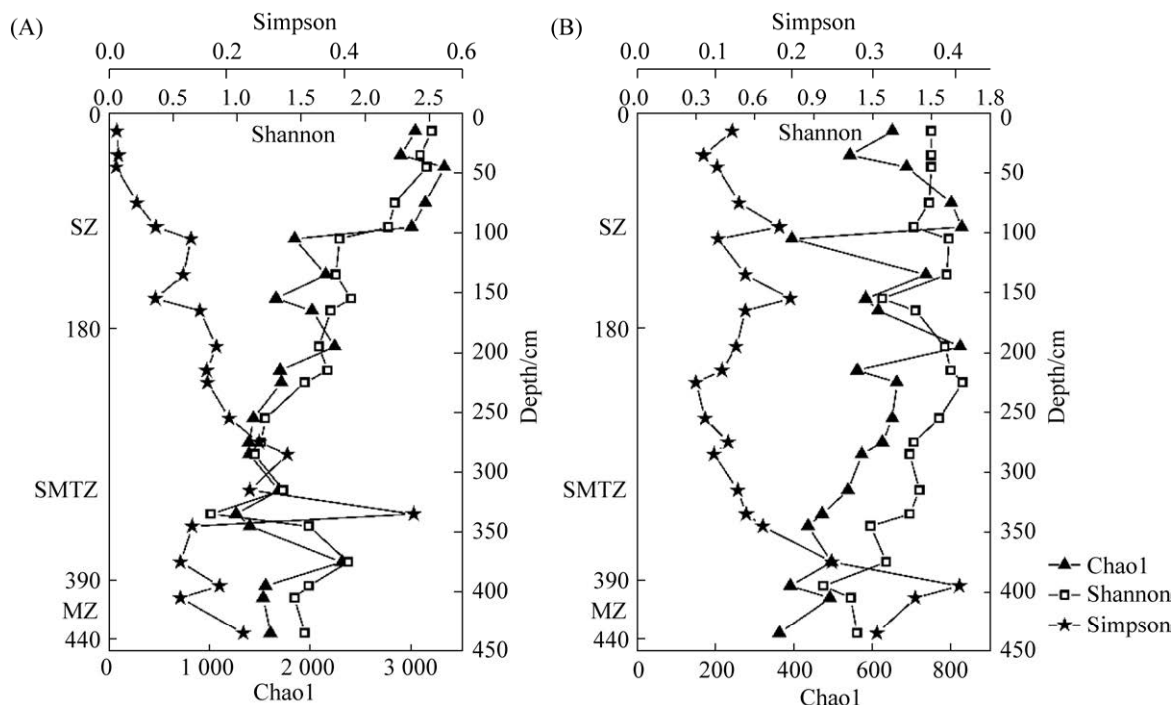 (A)
Simpson
0.0 0.2 0.4 0.6
0.0 0.5 1.0 1.5 2.0 2.5
Shannon
0
SZ
180
SMTZ
390
MZ
440
0
50
100
150
200
250
300
350
400
450
Depth/cm
0 1 000 2 000 3 000
Chao1
(B)
Simpson
0.0 0.1 0.2 0.3 0.4
0.0 0.3 0.6 0.9 1.5 1.5 1.8
Shannon
0
SZ
180
SMTZ
390
MZ
440
0
50
100
150
200
250
300
350
400
450
Depth/cm
0 200 400 600 800
Chao1
Chao1
Shannon
Simpson